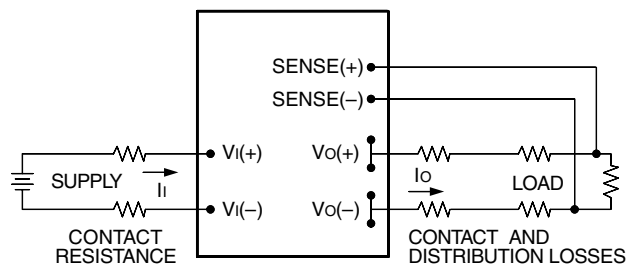 SENSE(+)
SENSE(–)
VI(+)
VO(+)
SUPPLY
II
IO
LOAD
VI(–)
VO(–)
CONTACT
RESISTANCE
CONTACT AND
DISTRIBUTION LOSSES